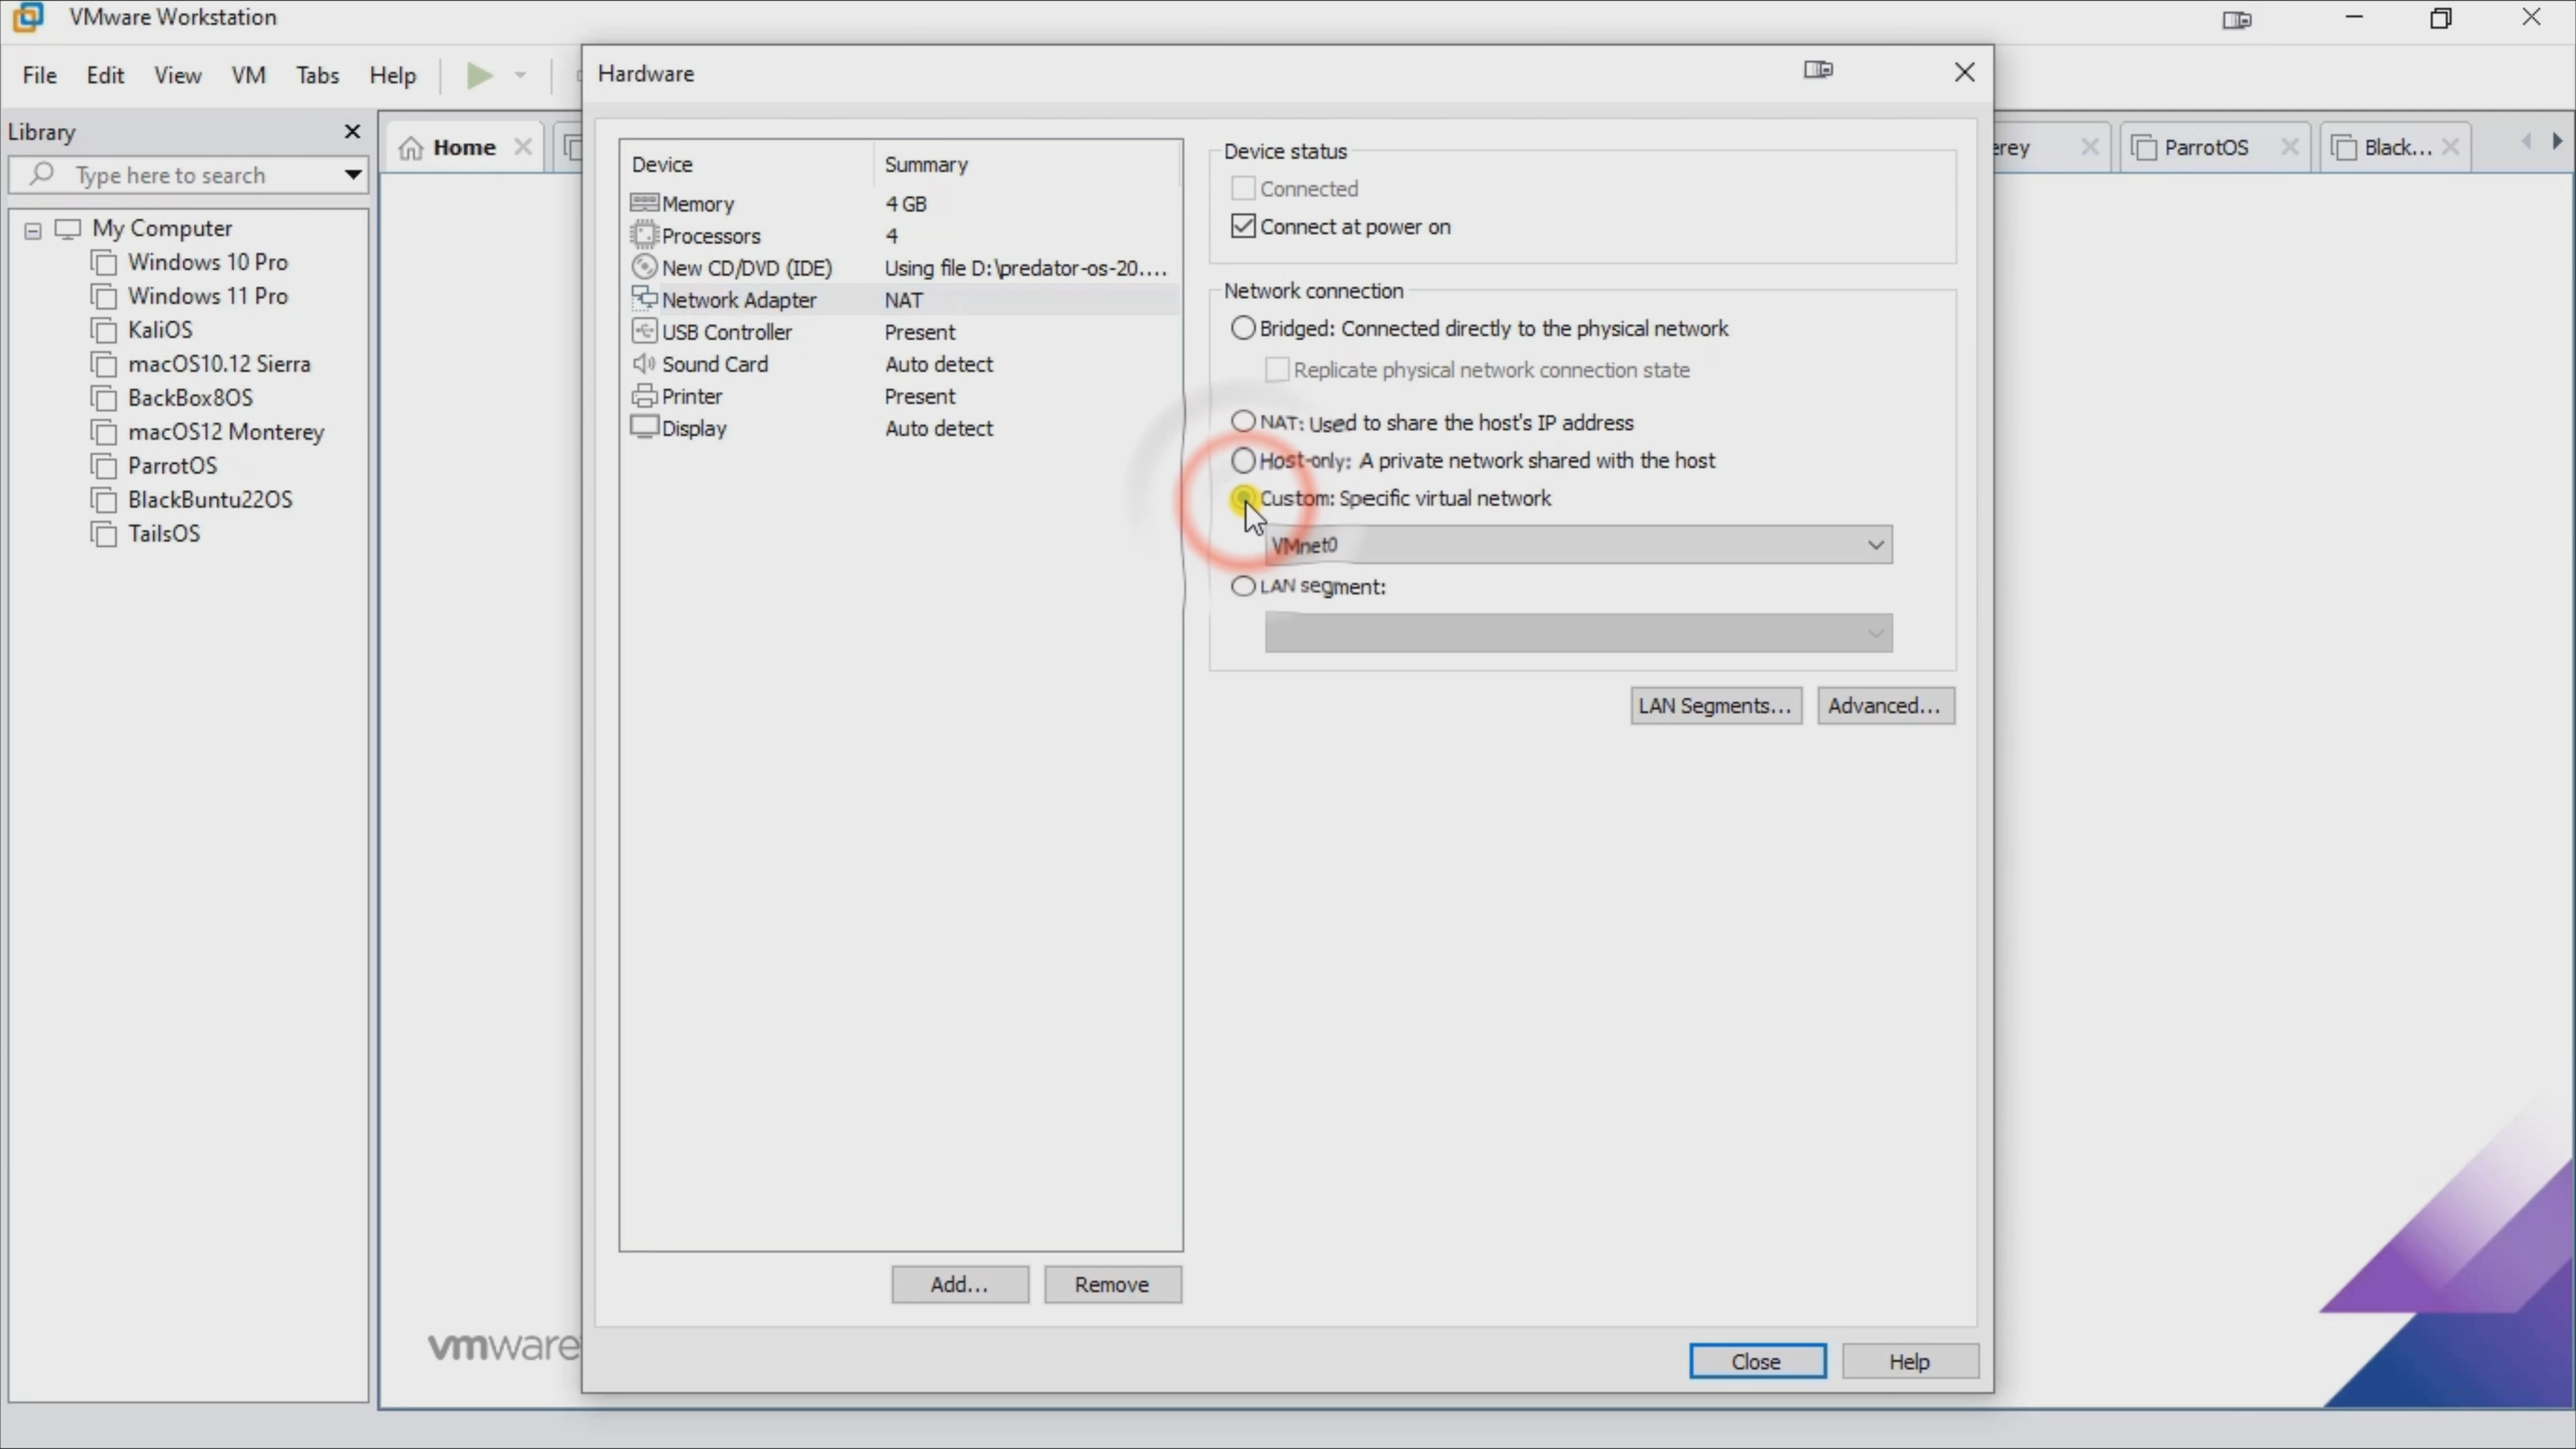 VMware Workstation
File Edit View VM Tabs Help
Hardware
Library
Type here to search
My Computer
Windows 10 Pro
Windows 11 Pro
KaliOS
macOS10.12 Sierra
BackBox8OS
macOS12 Monterey
ParrotOS
BlackBuntu22OS
TailsOS
Home
erey
ParrotOS
Black...
Device Summary
Memory 4 GB
Processors 4
New CD/DVD (IDE) Using file D:\predator-os-20....
Network Adapter NAT
USB Controller Present
Sound Card Auto detect
Printer Present
Display Auto detect
Add...
Remove
Device status
Connected
Connect at power on
Network connection
Bridged: Connected directly to the physical network
Replicate physical network connection state
NAT: Used to share the host's IP address
Host-only: A private network shared with the host
Custom: Specific virtual network
VMnet0
LAN segment:
LAN Segments...
Advanced...
vmware
Close
Help